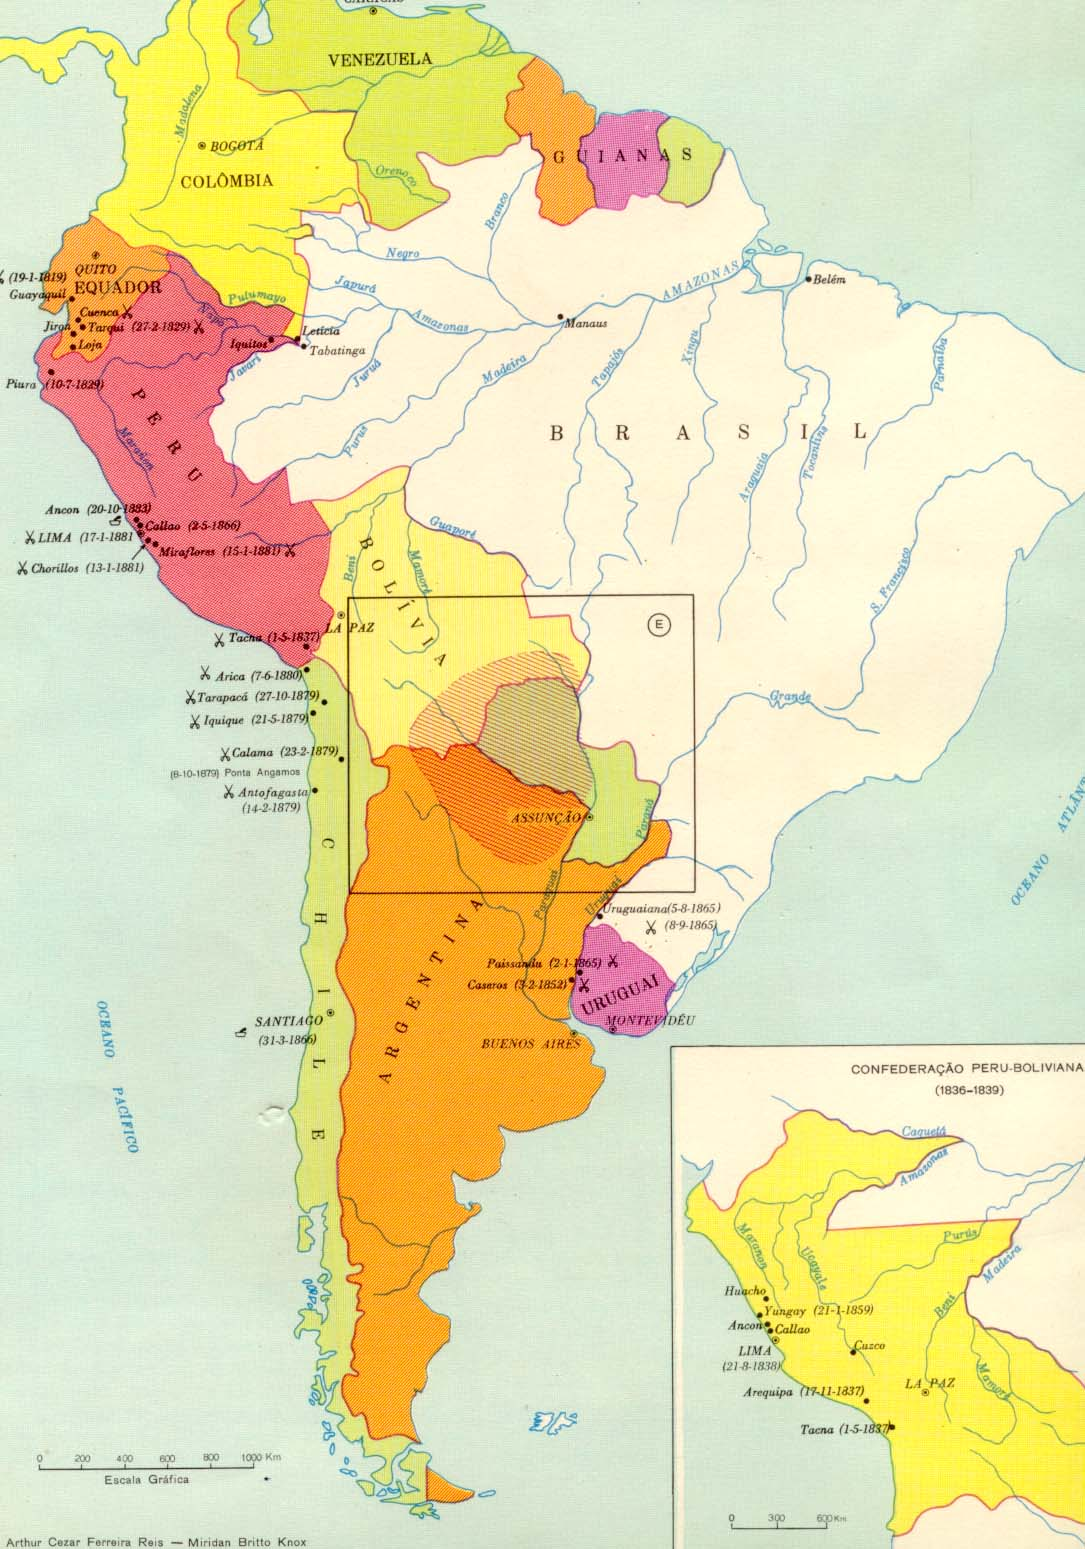 VENEZUELA
Madalena
BOGOTÁ
COLÔMBIA
GUIANAS
Orenoco
Branco
Negro
AMAZONAS
Belém
QUITO
(19-1-1819)
EQUADOR
Guayaquil
Cuenca
Jiron
Tarqui (27-2-1829)
Loja
Napo
Putumayo
Japurá
Amazonas
Manaus
Letícia
Iquitos
Tabatinga
Javari
Juruá
Madeira
Tapajós
Xingu
Parnaíba
Piura (10-7-1829)
PERU
Marañon
Purus
BRASIL
Araguaia
Tocantins
Ancon (20-10-1883)
Callao (2-5-1866)
LIMA (17-1-1881
Miraflores (15-1-1881)
Chorillos (13-1-1881)
Guaporé
Beni
Mamoré
BOLÍVIA
S. Francisco
E
LA PAZ
Tacna (1-5-1837)
Arica (7-6-1880)
Tarapacá (27-10-1879)
Iquique (21-5-1879)
Grande
Calama (23-2-1879)
(8-10-1879) Ponta Angamos
Antofagasta
(14-2-1879)
ASSUNÇÃO
Paraná
OCEANO ATLÂNT
CHILE
Paraguai
Uruguai
Uruguaiana(5-8-1865)
(8-9-1865)
ARGENTINA
Paissandu (2-1-1865)
Caseros (3-2-1852)
URUGUAI
MONTEVIDÉU
SANTIAGO
(31-3-1866)
BUENOS AIRES
OCEANO PACÍFICO
CONFEDERAÇÃO PERU-BOLIVIANA
(1836-1839)
Caquetá
Amazonas
Maranon
Ucayale
Purús
Madeira
Huacho
Yungay (21-1-1859)
Ancon
Callao
LIMA
(21-8-1838)
Cuzco
Beni
Mamoré
LA PAZ
Arequipa (17-11-1837)
Tacna (1-5-1837
0 300 600 Km
0 200 400 600 800 1000 Km
Escala Gráfica
Arthur Cezar Ferreira Reis — Miridan Britto Knox